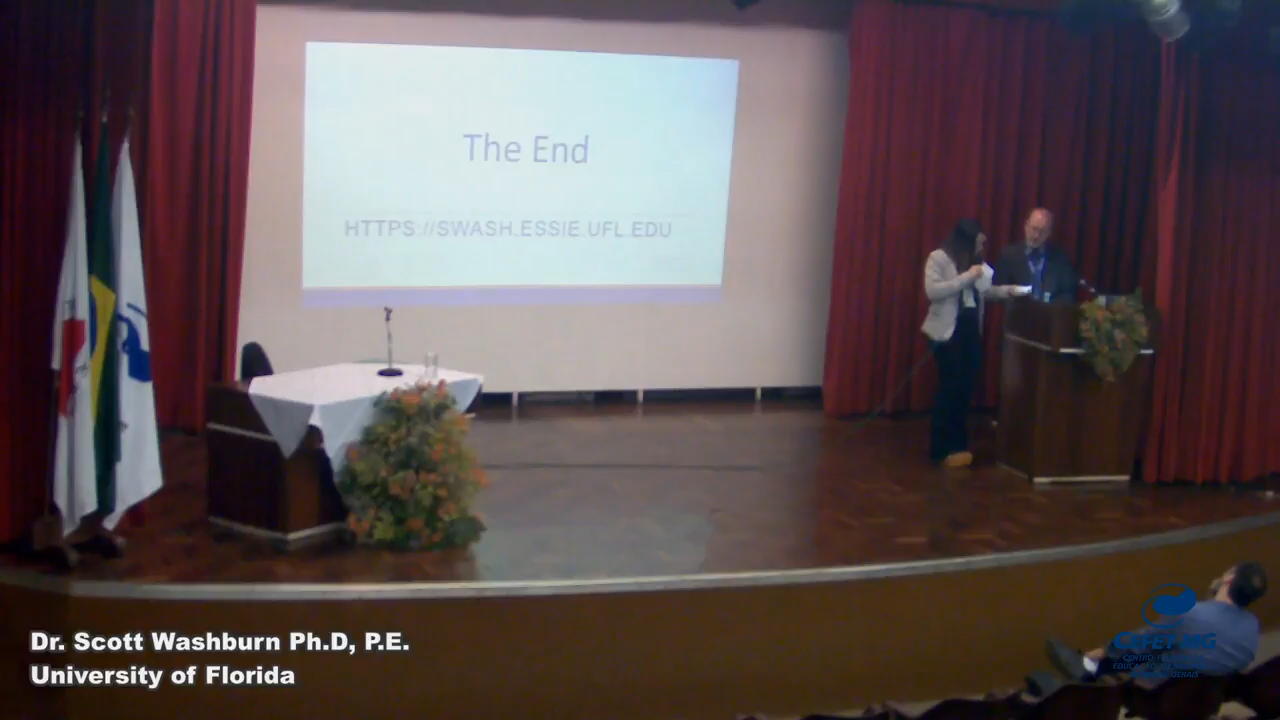 The End
HTTPS://SWASH.ESSIE.UFL.EDU
Dr. Scott Washburn Ph.D, P.E.
University of Florida
CEFET-MG